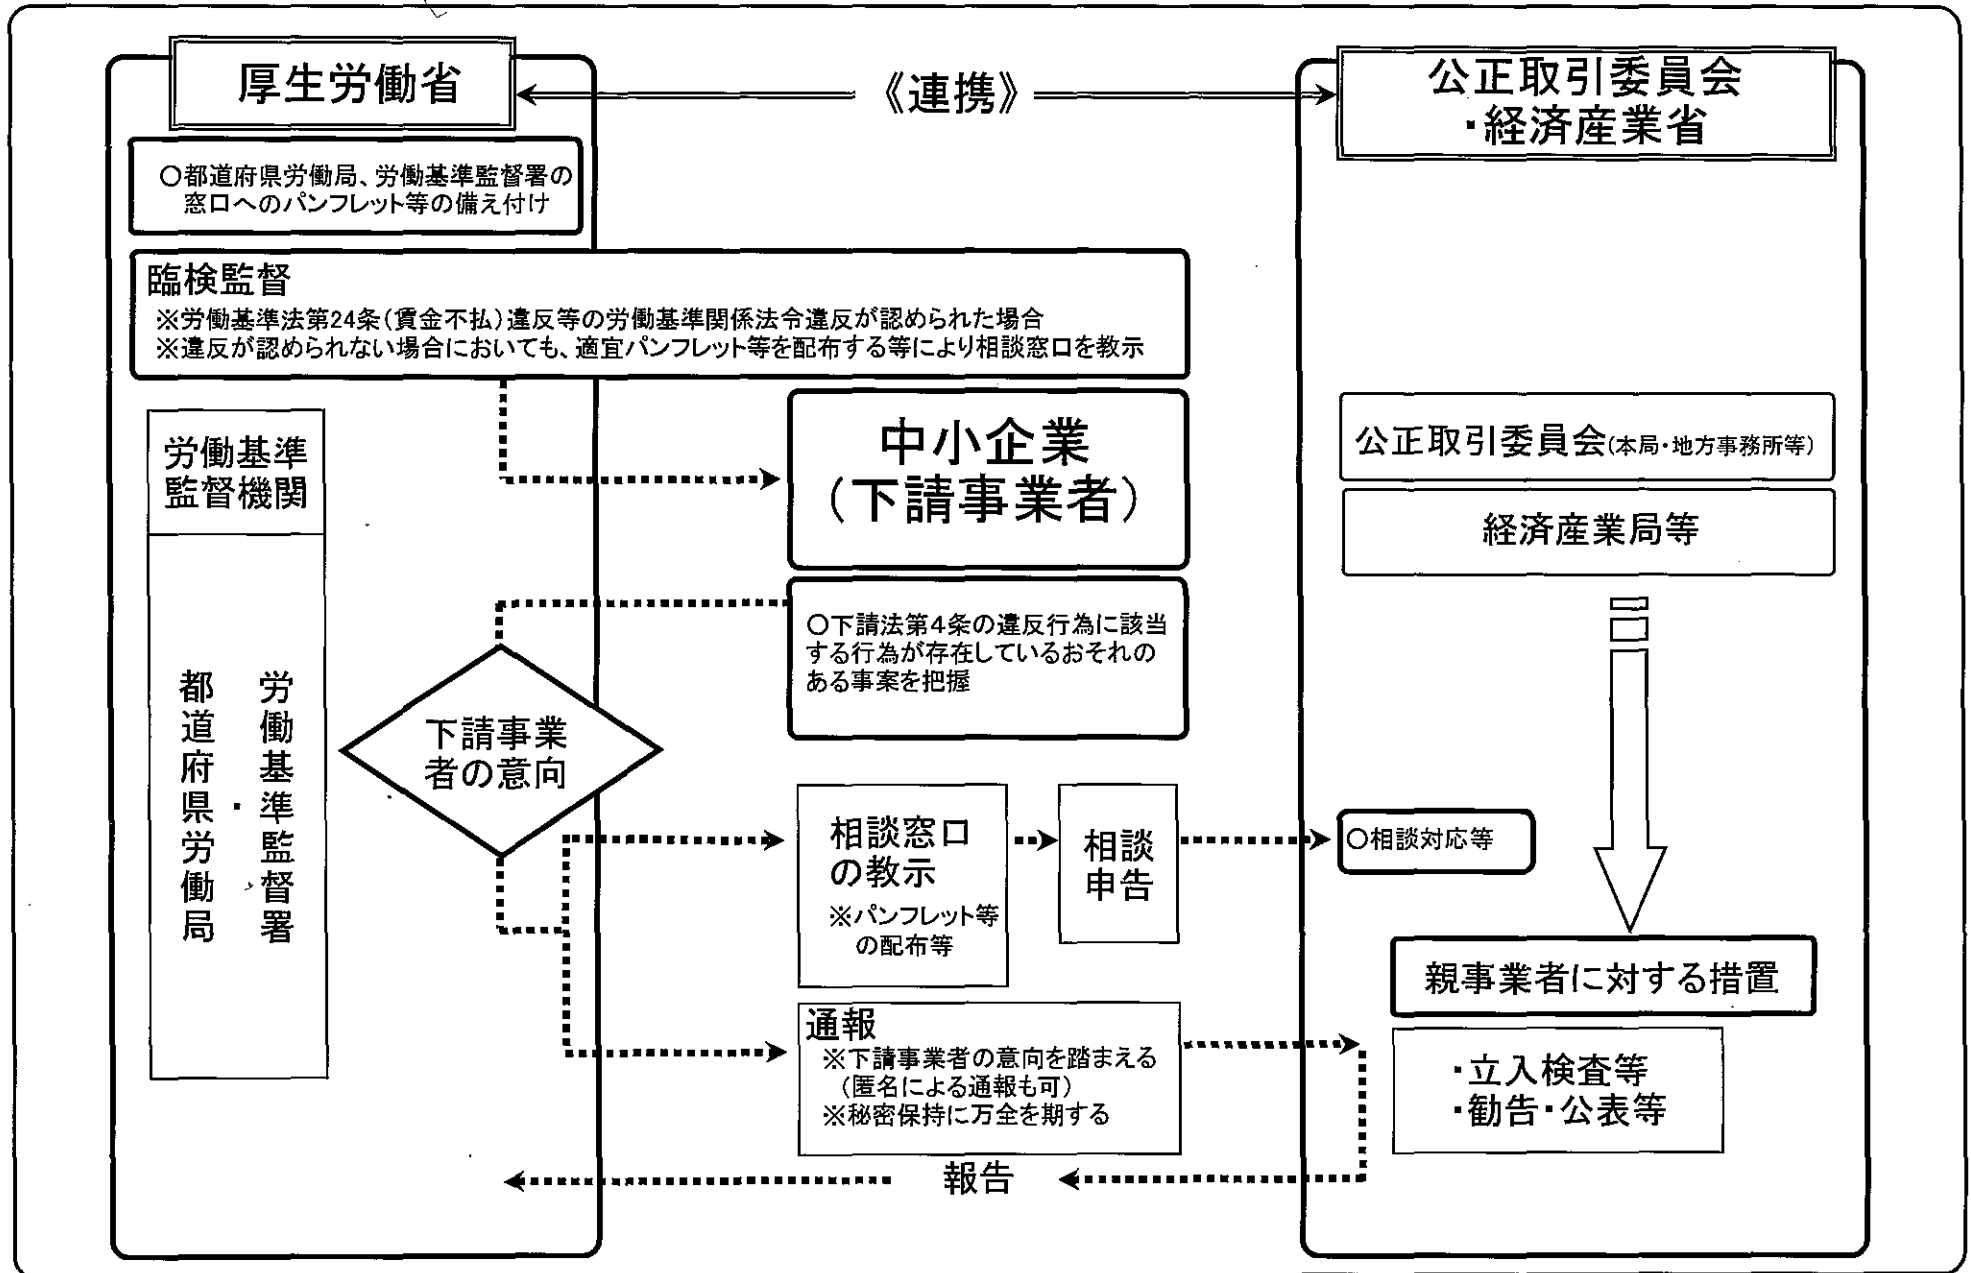 厚生労働省
《連携》
公正取引委員会
・経済産業省
○都道府県労働局、労働基準監督署の
窓口へのパンフレット等の備え付け
臨検監督
※労働基準法第24条(賃金不払)違反等の労働基準関係法令違反が認められた場合
※違反が認められない場合においても、適宜パンフレット等を配布する等により相談窓口を教示
労働基準
監督機関
都道府県労働局
・
労働基準監督署
中小企業
(下請事業者)
○下請法第4条の違反行為に該当
する行為が存在しているおそれの
ある事案を把握
下請事業
者の意向
相談窓口
の教示
※パンフレット等
の配布等
相談
申告
通報
※下請事業者の意向を踏まえる
(匿名による通報も可)
※秘密保持に万全を期する
報告
公正取引委員会(本局・地方事務所等)
経済産業局等
○相談対応等
親事業者に対する措置
・立入検査等
・勧告・公表等